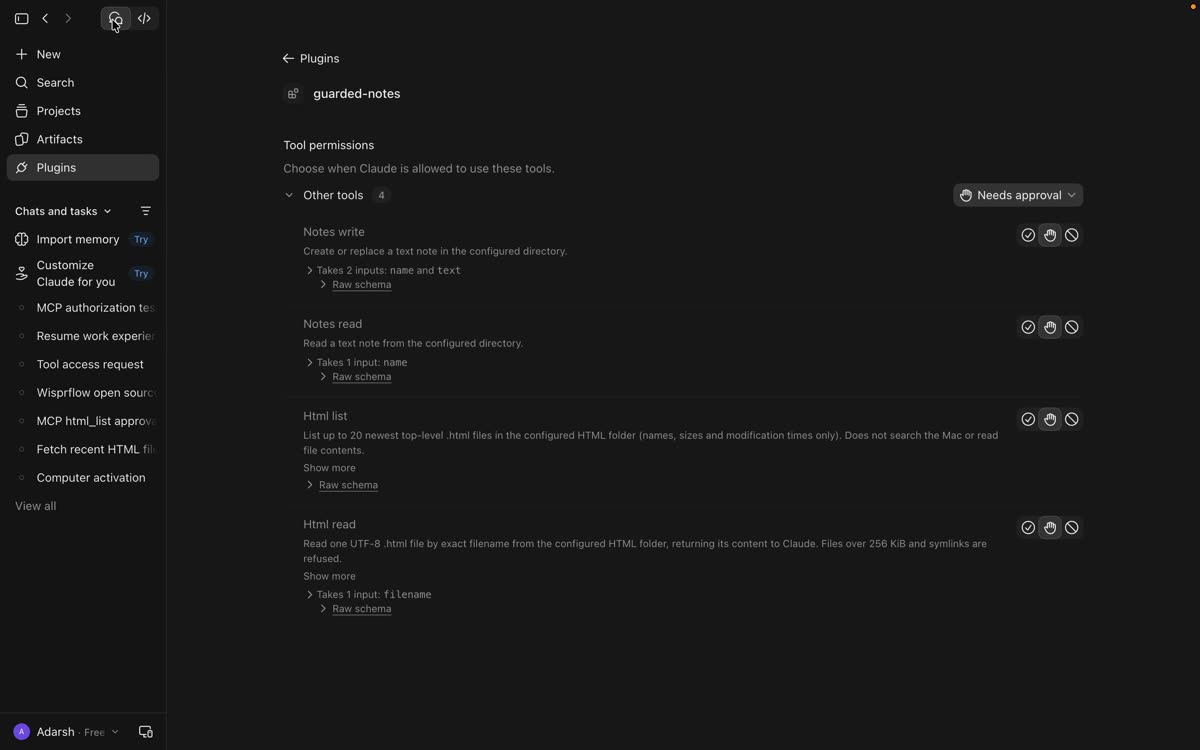 New
Search
Projects
Artifacts
Plugins
Chats and tasks
Import memory Try
Customize
Claude for you Try
MCP authorization tes
Resume work experie
Tool access request
Wisprflow open sourc
MCP html_list approva
Fetch recent HTML fil
Computer activation
View all
A Adarsh · Free
Plugins
guarded-notes
Tool permissions
Choose when Claude is allowed to use these tools.
Other tools 4 Needs approval
Notes write
Create or replace a text note in the configured directory.
Takes 2 inputs: name and text
Raw schema
Notes read
Read a text note from the configured directory.
Takes 1 input: name
Raw schema
Html list
List up to 20 newest top-level .html files in the configured HTML folder (names, sizes and modification times only). Does not search the Mac or read
file contents.
Show more
Raw schema
Html read
Read one UTF-8 .html file by exact filename from the configured HTML folder, returning its content to Claude. Files over 256 KiB and symlinks are
refused.
Show more
Takes 1 input: filename
Raw schema